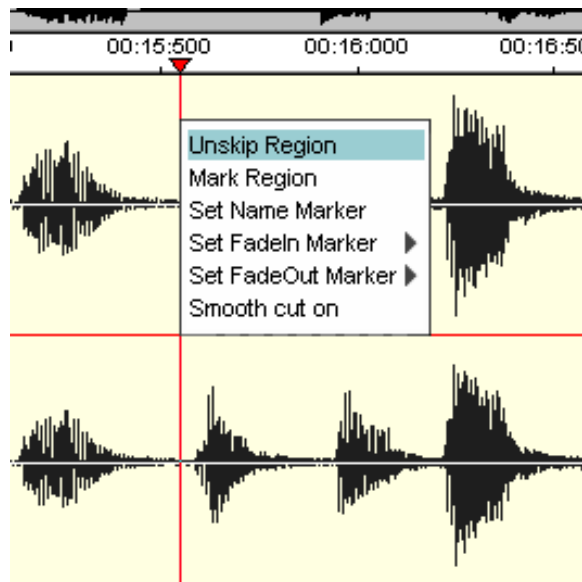 00:15:500 00:16:000 00:16:50
Unskip Region
Mark Region
Set Name Marker
Set FadeIn Marker
Set FadeOut Marker
Smooth cut on